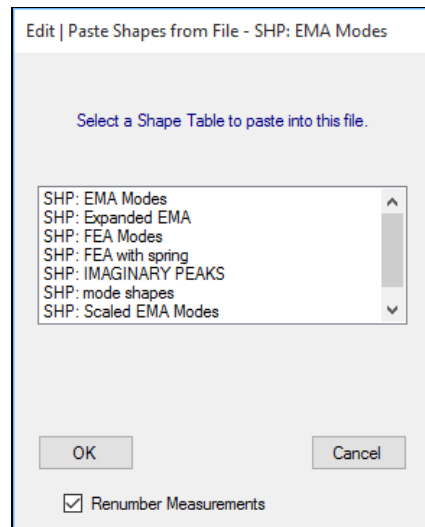 Edit | Paste Shapes from File - SHP: EMA Modes
Select a Shape Table to paste into this file.
SHP: EMA Modes
SHP: Expanded EMA
SHP: FEA Modes
SHP: FEA with spring
SHP: IMAGINARY PEAKS
SHP: mode shapes
SHP: Scaled EMA Modes
OK
Cancel
Renumber Measurements